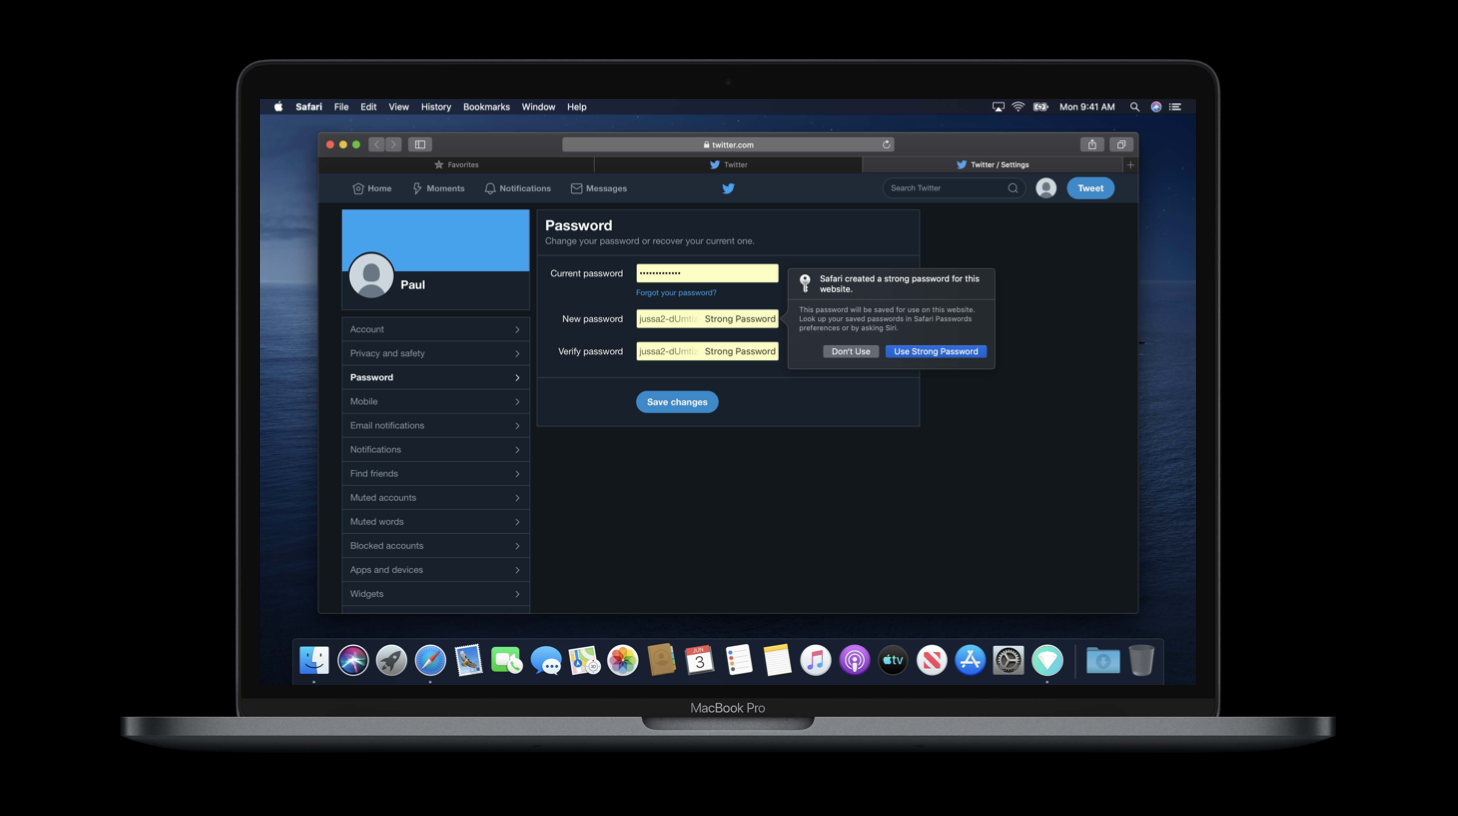 Safari File Edit View History Bookmarks Window Help Mon 9:41 AM
twitter.com
Favorites Twitter Twitter / Settings
Home Moments Notifications Messages Search Twitter Tweet
Paul
Account
Privacy and safety
Password
Mobile
Email notifications
Notifications
Find friends
Muted accounts
Muted words
Blocked accounts
Apps and devices
Widgets
Password
Change your password or recover your current one.
Current password
Forgot your password?
New password jussa2-dUmti Strong Password
Verify password jussa2-dUmti Strong Password
Save changes
Safari created a strong password for this
website.
This password will be saved for use on this website.
Look up your saved passwords in Safari Passwords
preferences or by asking Siri.
Don't Use Use Strong Password
JUN
3
tv
MacBook Pro